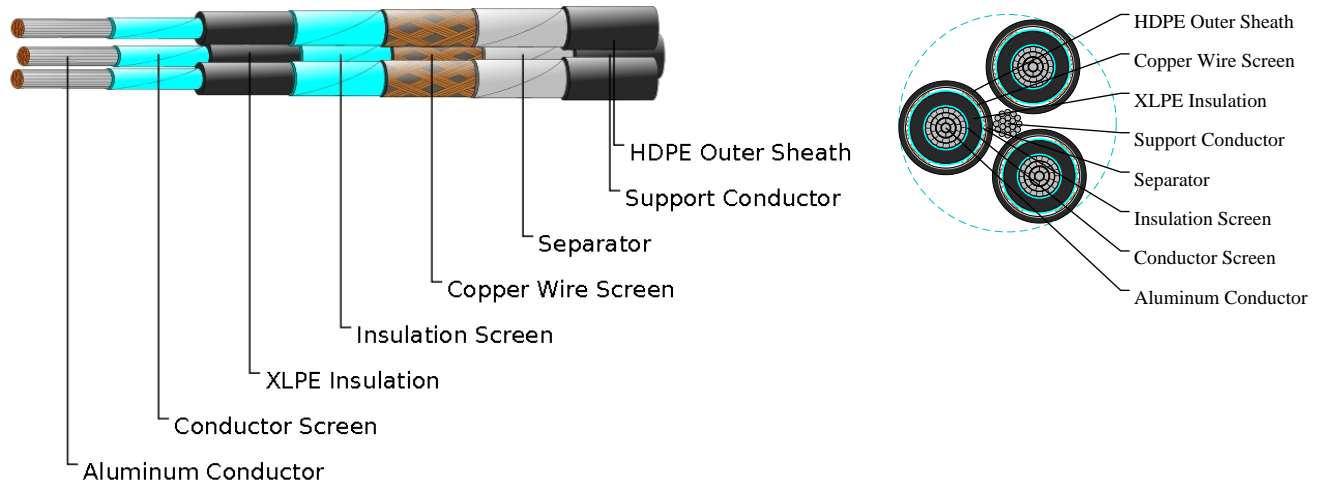 HDPE Outer Sheath
Support Conductor
Separator
Copper Wire Screen
Insulation Screen
XLPE Insulation
Conductor Screen
Aluminum Conductor
HDPE Outer Sheath
Copper Wire Screen
XLPE Insulation
Support Conductor
Separator
Insulation Screen
Conductor Screen
Aluminum Conductor